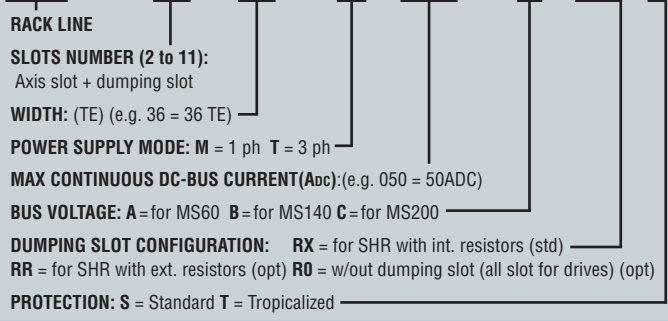 RACK LINE
SLOTS NUMBER (2 to 11):
Axis slot + dumping slot
WIDTH: (TE) (e.g. 36 = 36 TE)
POWER SUPPLY MODE: M = 1 ph T = 3 ph
MAX CONTINUOUS DC-BUS CURRENT(ADC):(e.g. 050 = 50ADC)
BUS VOLTAGE: A = for MS60 B = for MS140 C = for MS200
DUMPING SLOT CONFIGURATION: RX = for SHR with int. resistors (std)
RR = for SHR with ext. resistors (opt) R0 = w/out dumping slot (all slot for drives) (opt)
PROTECTION: S = Standard T = Tropicalized